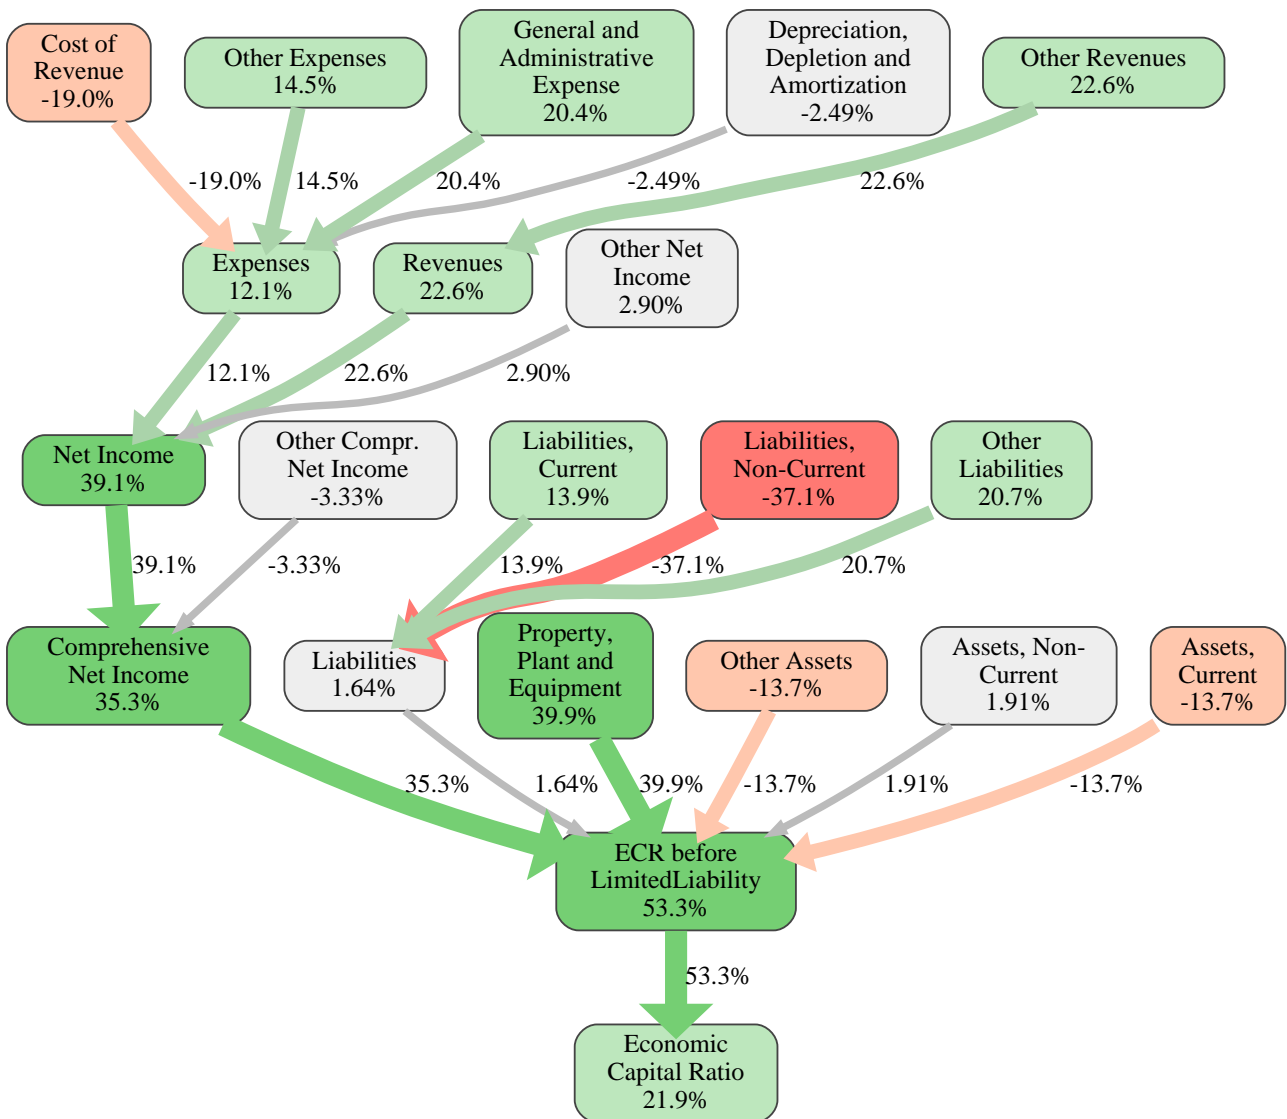 Cost of
Revenue
-19.0%
Other Expenses
14.5%
General and
Administrative
Expense
20.4%
Depreciation,
Depletion and
Amortization
-2.49%
Other Revenues
22.6%
-19.0%
14.5%
20.4%
-2.49%
22.6%
Expenses
12.1%
Revenues
22.6%
Other Net
Income
2.90%
12.1%
22.6%
2.90%
Net Income
39.1%
Other Compr.
Net Income
-3.33%
Liabilities,
Current
13.9%
Liabilities,
Non-Current
-37.1%
Other
Liabilities
20.7%
39.1%
-3.33%
13.9%
-37.1%
20.7%
Comprehensive
Net Income
35.3%
Liabilities
1.64%
Property,
Plant and
Equipment
39.9%
Other Assets
-13.7%
Assets, Non-
Current
1.91%
Assets,
Current
-13.7%
35.3%
1.64%
39.9%
-13.7%
1.91%
-13.7%
ECR before
LimitedLiability
53.3%
53.3%
Economic
Capital Ratio
21.9%